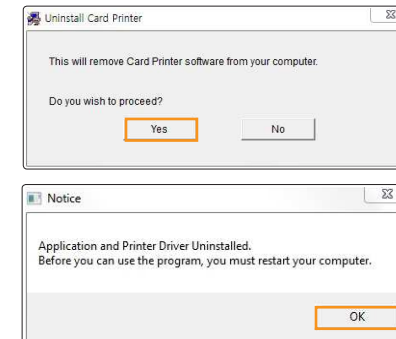 Uninstall Card Printer
This will remove Card Printer software from your computer.
Do you wish to proceed?
Yes No
Notice
Application and Printer Driver Uninstalled.
Before you can use the program, you must restart your computer.
OK